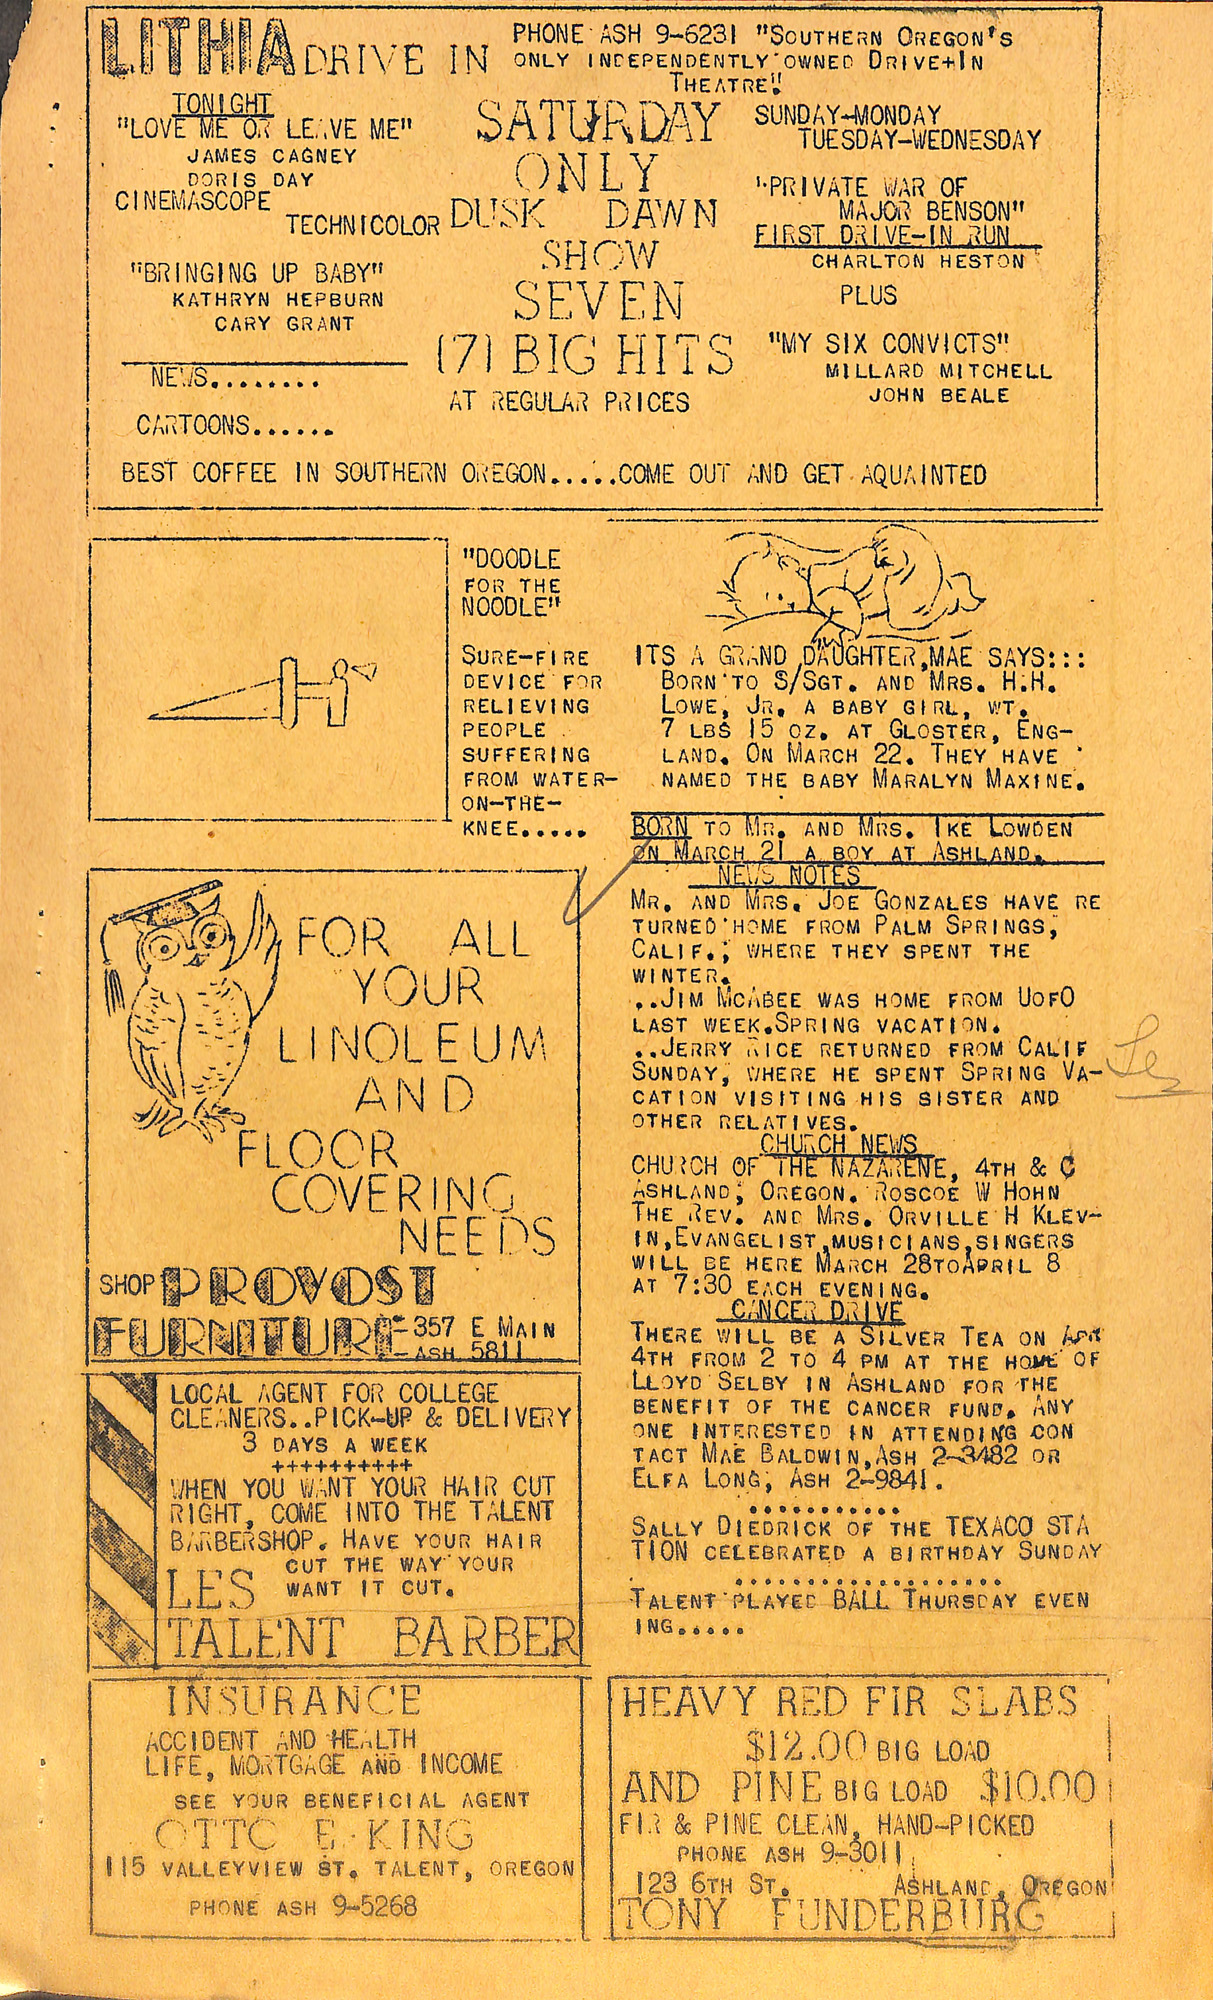 LITHIA DRIVE IN
PHONE ASH 9-6231 "SOUTHERN OREGON'S
ONLY INDEPENDENTLY OWNED DRIVE+IN
THEATRE"
TONIGHT
"LOVE ME OR LEAVE ME"
JAMES CAGNEY
DORIS DAY
CINEMASCOPE
TECHNICOLOR
"BRINGING UP BABY"
KATHRYN HEPBURN
CARY GRANT
NEWS........
CARTOONS......
SATURDAY
ONLY
DUSK DAWN
SHOW
SEVEN
(7) BIG HITS
AT REGULAR PRICES
SUNDAY-MONDAY
TUESDAY-WEDNESDAY
"PRIVATE WAR OF
MAJOR BENSON"
FIRST DRIVE-IN RUN
CHARLTON HESTON
PLUS
"MY SIX CONVICTS"
MILLARD MITCHELL
JOHN BEALE
BEST COFFEE IN SOUTHERN OREGON.....COME OUT AND GET AQUAINTED
"DOODLE
FOR THE
NOODLE"
SURE-FIRE
DEVICE FOR
RELIEVING
PEOPLE
SUFFERING
FROM WATER-
ON-THE-
KNEE.....
FOR ALL
YOUR
LINOLEUM
AND
FLOOR
COVERING
NEEDS
SHOP PROVOST
FURNITURE 357 E MAIN
ASH 5811
LOCAL AGENT FOR COLLEGE
CLEANERS..PICK-UP & DELIVERY
3 DAYS A WEEK
++++++++++
WHEN YOU WANT YOUR HAIR CUT
RIGHT, COME INTO THE TALENT
BARBERSHOP. HAVE YOUR HAIR
CUT THE WAY YOUR
WANT IT CUT.
LES
TALENT BARBER
INSURANCE
ACCIDENT AND HEALTH
LIFE, MORTGAGE AND INCOME
SEE YOUR BENEFICIAL AGENT
OTTO E KING
115 VALLEYVIEW ST. TALENT, OREGON
PHONE ASH 9-5268
ITS A GRAND DAUGHTER,MAE SAYS:::
BORN TO S/SGT. AND MRS. H.H.
LOWE, JR. A BABY GIRL, WT.
7 LBS 15 OZ. AT GLOSTER, ENG-
LAND. ON MARCH 22. THEY HAVE
NAMED THE BABY MARALYN MAXINE.
BORN TO MR. AND MRS. IKE LOWDEN
ON MARCH 21 A BOY AT ASHLAND.
NEWS NOTES
MR. AND MRS. JOE GONZALES HAVE RE
TURNED HOME FROM PALM SPRINGS,
CALIF., WHERE THEY SPENT THE
WINTER.
..JIM MCABEE WAS HOME FROM UOFO
LAST WEEK.SPRING VACATION.
..JERRY RICE RETURNED FROM CALIF
SUNDAY, WHERE HE SPENT SPRING VA-
CATION VISITING HIS SISTER AND
OTHER RELATIVES.
Les
CHURCH NEWS
CHURCH OF THE NAZARENE, 4TH & C
ASHLAND, OREGON. ROSCOE W HOHN
THE REV. AND MRS. ORVILLE H KLEV-
IN,EVANGELIST,MUSICIANS,SINGERS
WILL BE HERE MARCH 28TOAPRIL 8
AT 7:30 EACH EVENING.
CANCER DRIVE
THERE WILL BE A SILVER TEA ON APR
4TH FROM 2 TO 4 PM AT THE HOME OF
LLOYD SELBY IN ASHLAND FOR THE
BENEFIT OF THE CANCER FUND. ANY
ONE INTERESTED IN ATTENDING CON
TACT MAE BALDWIN,ASH 2-3482 OR
ELFA LONG, ASH 2-9841.
...........
SALLY DIEDRICK OF THE TEXACO STA
TION CELEBRATED A BIRTHDAY SUNDAY
...................
TALENT PLAYED BALL THURSDAY EVEN
ING.....
HEAVY RED FIR SLABS
$12.00 BIG LOAD
AND PINE BIG LOAD $10.00
FIR & PINE CLEAN, HAND-PICKED
PHONE ASH 9-3011
123 6TH ST. ASHLAND, OREGON
TONY FUNDERBURG